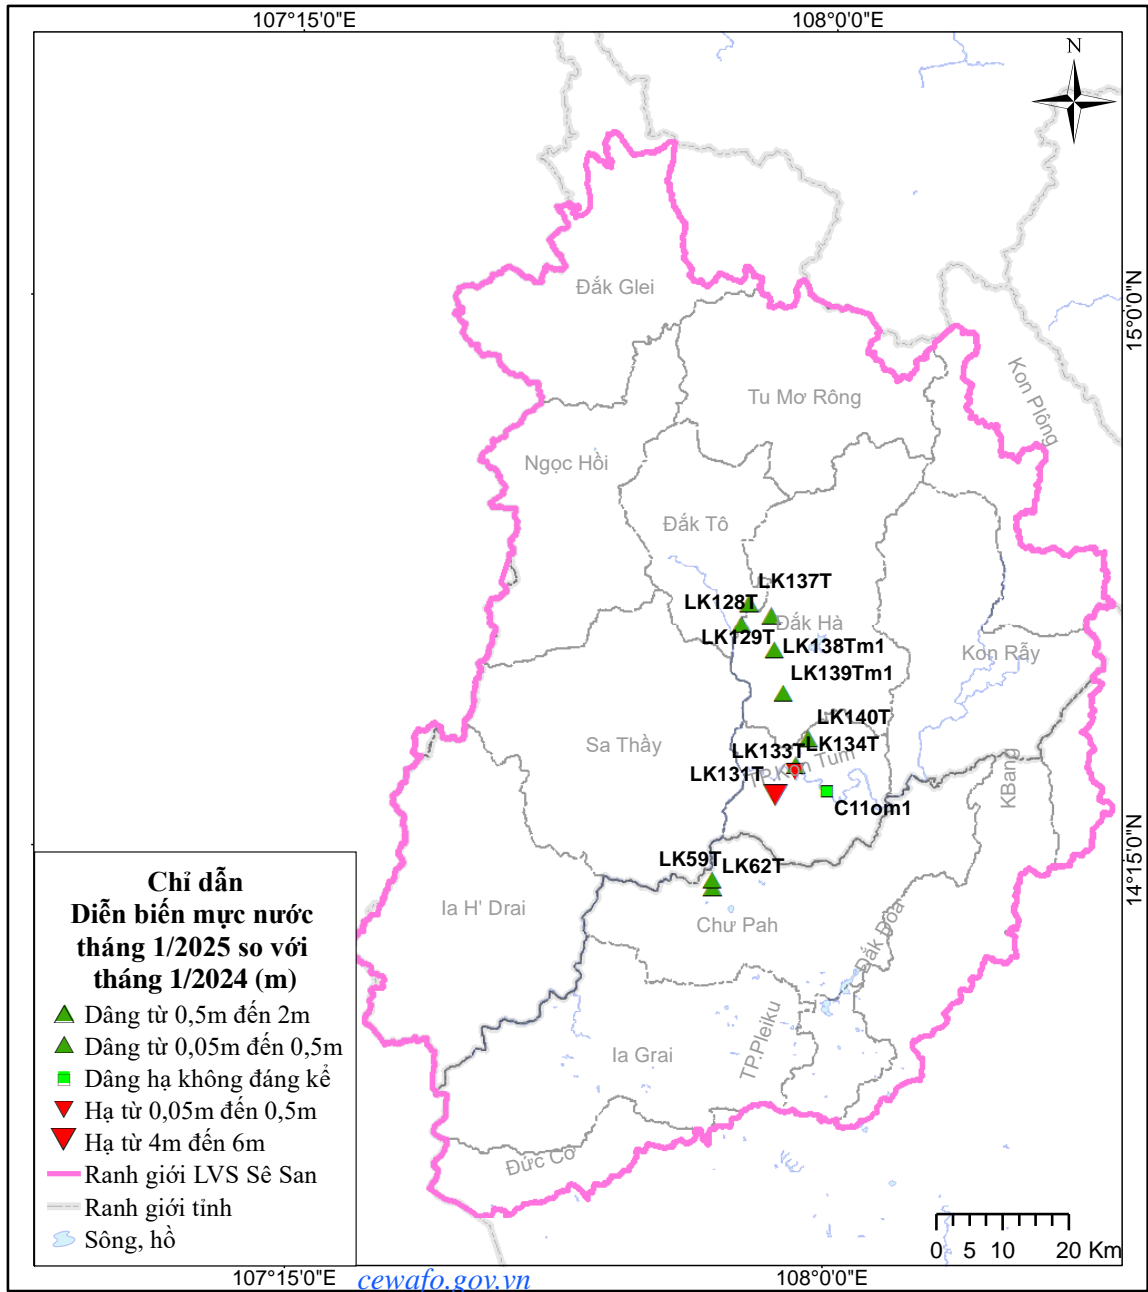 107°15'0"E
108°0'0"E
N
15°0'0"N
Đắk Glei
Kon Plông
Tu Mơ Rông
Ngọc Hồi
Đắk Tô
LK137T
LK128T
Đắk Hà
LK129T
LK138Tm1
Kon Rẫy
LK139Tm1
LK140T
Sa Thầy
LK133T
LK134T
TP.Kon Tum
LK131T
KBang
C11om1
14°15'0"N
LK59T
LK62T
Ia H' Drai
Chư Pah
Đắk Đoa
Ia Grai
TP.Pleiku
Đức Cơ
Chỉ dẫn
Diễn biến mực nước
tháng 1/2025 so với
tháng 1/2024 (m)
Dâng từ 0,5m đến 2m
Dâng từ 0,05m đến 0,5m
Dâng hạ không đáng kể
Hạ từ 0,05m đến 0,5m
Hạ từ 4m đến 6m
Ranh giới LVS Sê San
Ranh giới tỉnh
Sông, hồ
0 5 10 20 Km
107°15'0"E
108°0'0"E
cewafo.gov.vn